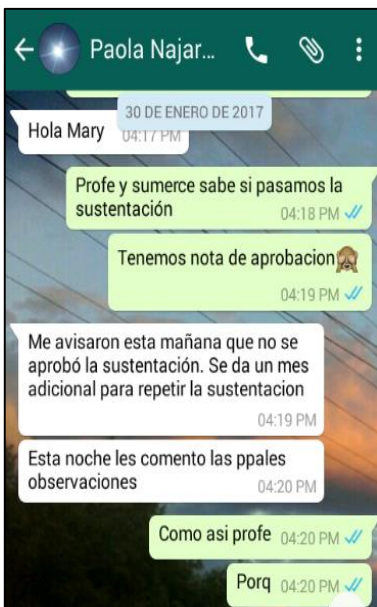 Paola Najar...
30 DE ENERO DE 2017
Hola Mary
04:17 PM
Profe y sumerce sabe si pasamos la
sustentación
04:18 PM
Tenemos nota de aprobacion
04:19 PM
Me avisaron esta mañana que no se
aprobó la sustentación. Se da un mes
adicional para repetir la sustentacion
04:19 PM
Esta noche les comento las ppales
observaciones
04:20 PM
Como asi profe 04:20 PM
Porq 04:20 PM